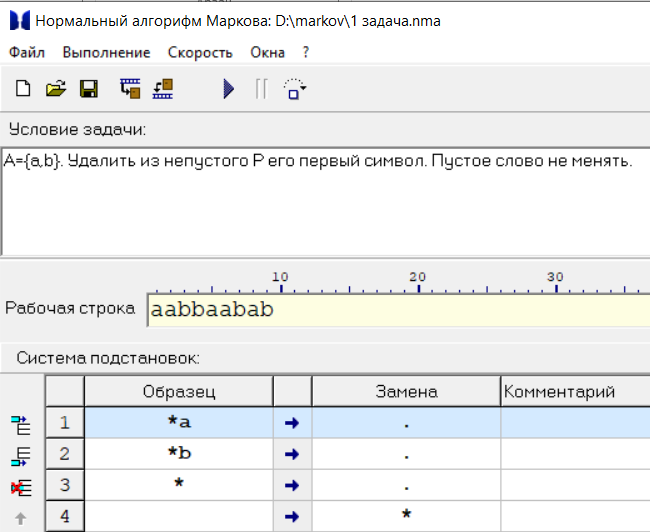 Нормальный алгорифм Маркова: D:\markov\1 задача.nma
Файл Выполнение Скорость Окна ?
Условие задачи:
A={a,b}. Удалить из непустого P его первый символ. Пустое слово не менять.
10 20 30
Рабочая строка aabbaabab
Система подстановок:
Образец Замена Комментарий
1 *a → .
2 *b → .
3 * → .
4 → *